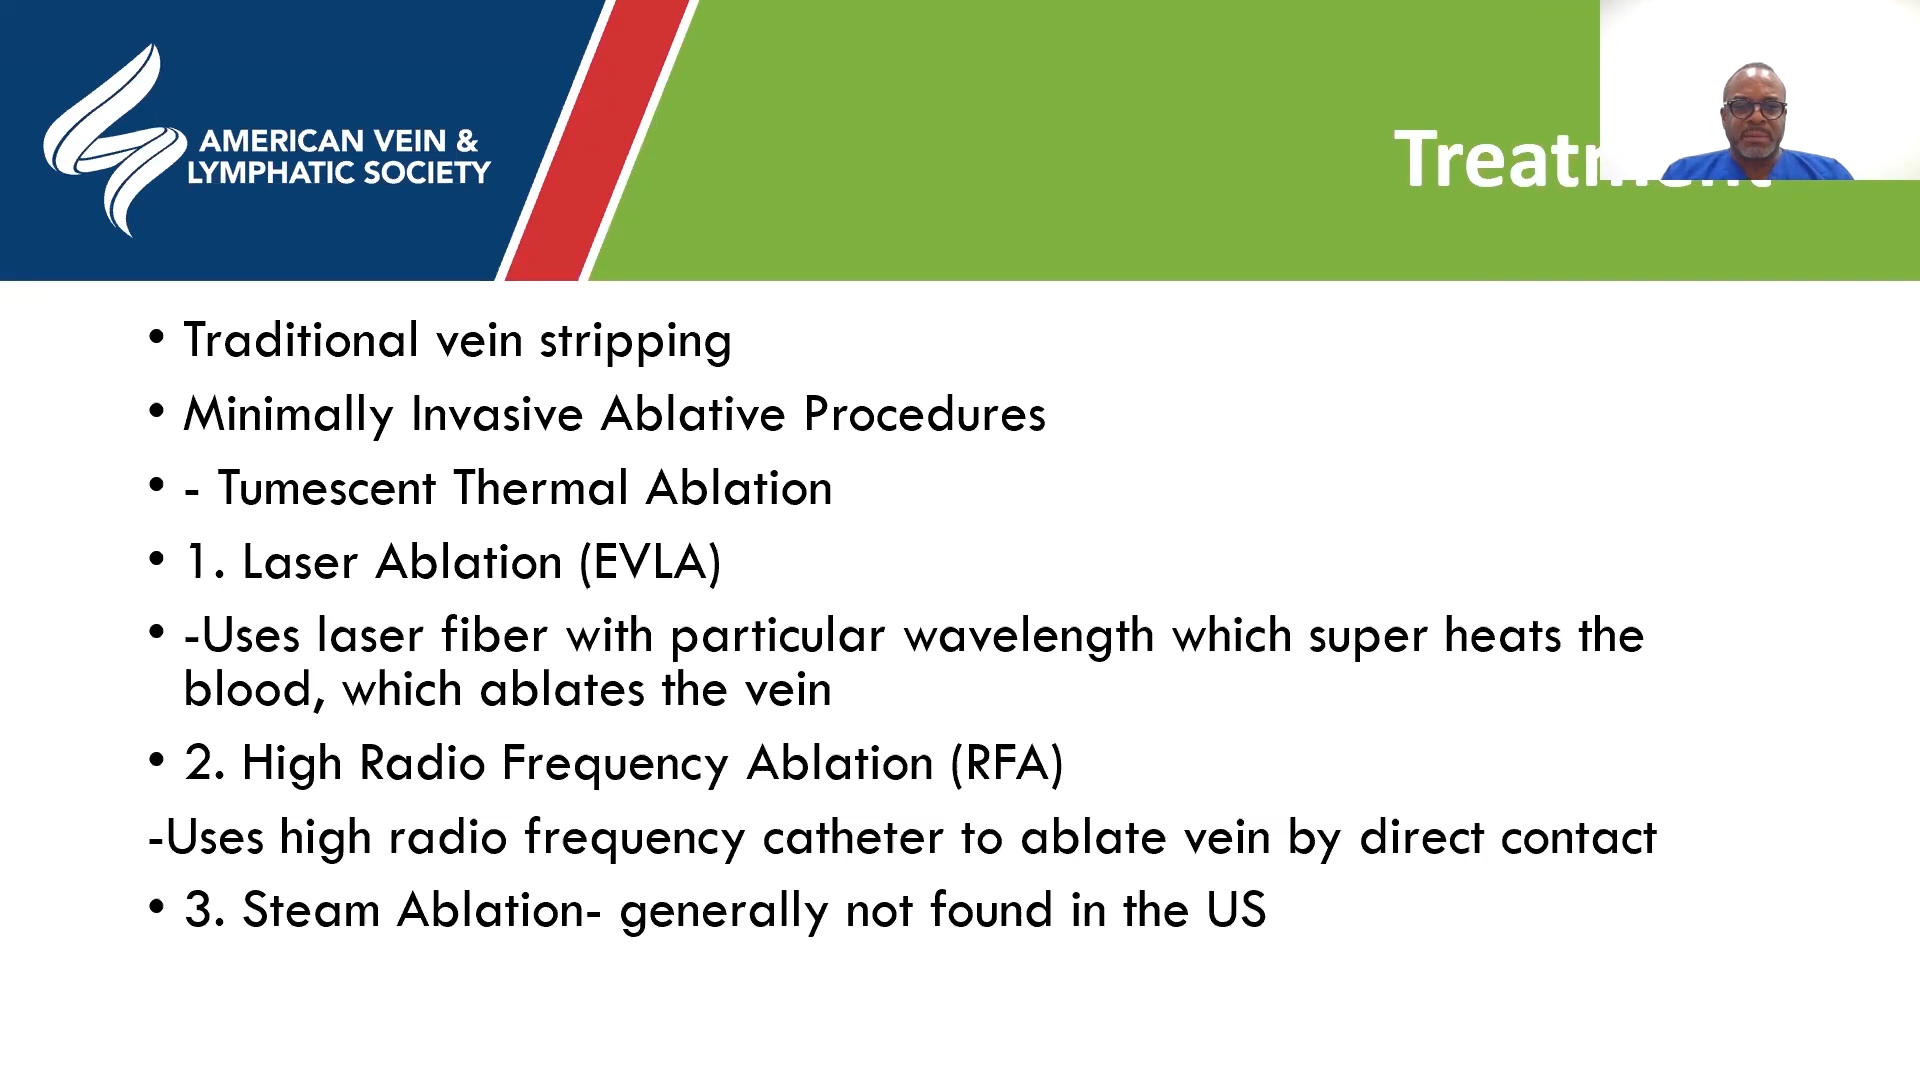 AMERICAN VEIN &
LYMPHATIC SOCIETY
Treatment
• Traditional vein stripping
• Minimally Invasive Ablative Procedures
• - Tumescent Thermal Ablation
• 1. Laser Ablation (EVLA)
• -Uses laser fiber with particular wavelength which super heats the
blood, which ablates the vein
• 2. High Radio Frequency Ablation (RFA)
-Uses high radio frequency catheter to ablate vein by direct contact
• 3. Steam Ablation- generally not found in the US